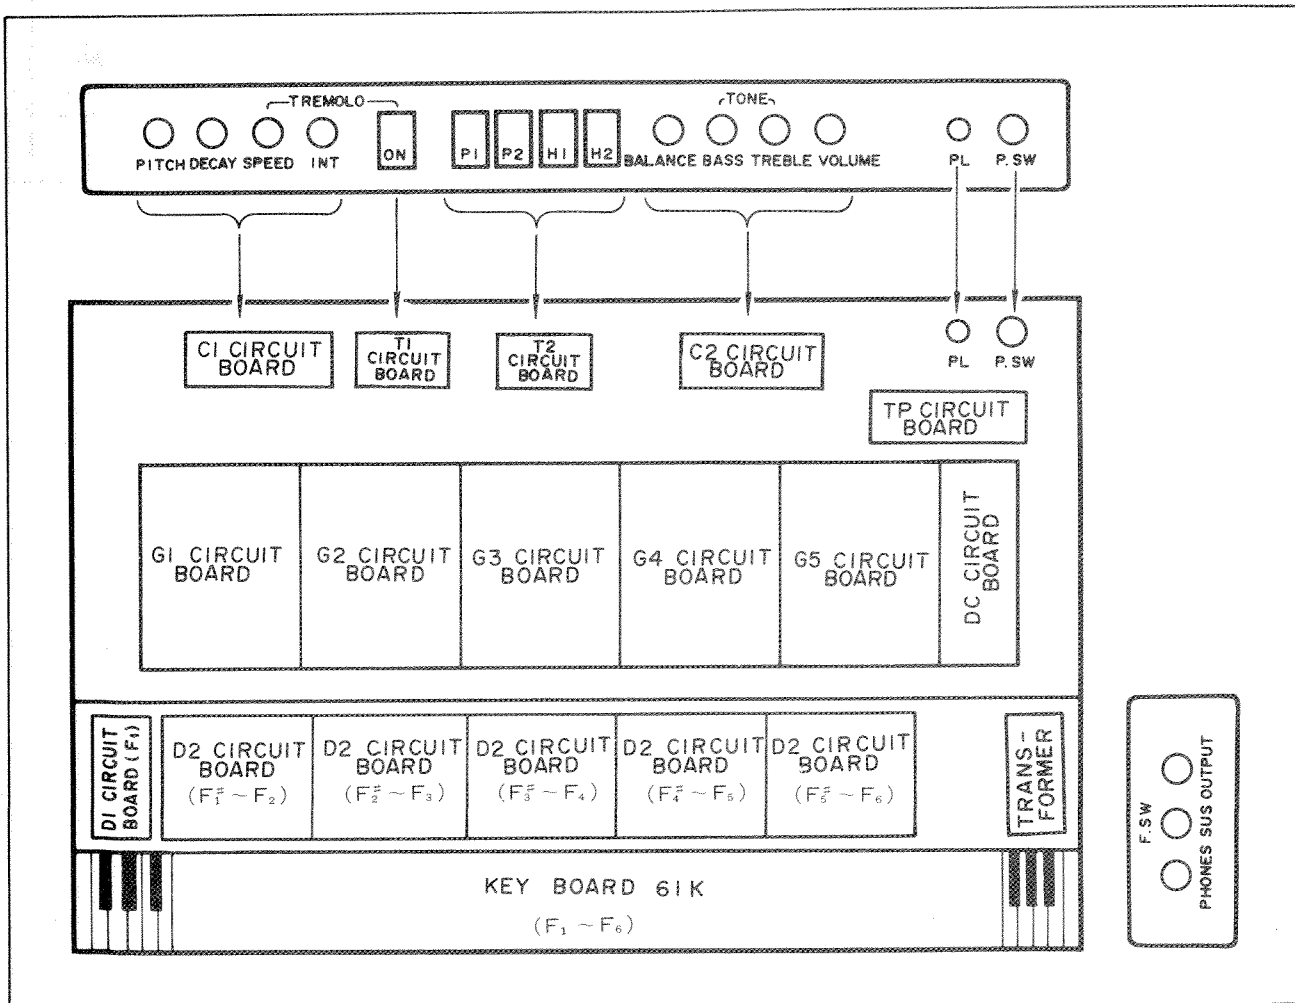 TREMOLO
TONE
PITCH DECAY SPEED INT
ON
P1
P2
H1
H2
BALANCE BASS TREBLE VOLUME
PL
P. SW
C1 CIRCUIT
BOARD
T1
CIRCUIT
BOARD
T2
CIRCUIT
BOARD
C2 CIRCUIT
BOARD
PL
P. SW
TP CIRCUIT
BOARD
G1 CIRCUIT
BOARD
G2 CIRCUIT
BOARD
G3 CIRCUIT
BOARD
G4 CIRCUIT
BOARD
G5 CIRCUIT
BOARD
DC CIRCUIT
BOARD
D1 CIRCUIT
BOARD (F₁)
D2 CIRCUIT
BOARD
(F₁♯ ~ F₂)
D2 CIRCUIT
BOARD
(F₂♯ ~ F₃)
D2 CIRCUIT
BOARD
(F₃♯ ~ F₄)
D2 CIRCUIT
BOARD
(F₄♯ ~ F₅)
D2 CIRCUIT
BOARD
(F₅♯ ~ F₆)
TRANS-
FORMER
KEY BOARD 61K
(F₁ ~ F₆)
F.SW
PHONES SUS OUTPUT